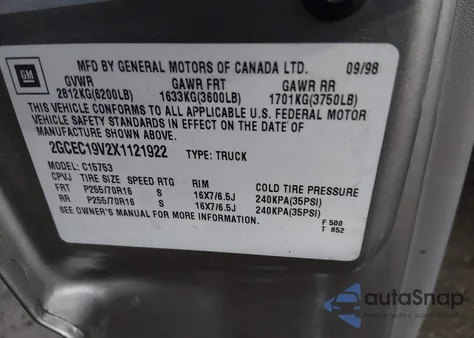 GM
MFD BY GENERAL MOTORS OF CANADA LTD. 09/98
GVWR GAWR FRT GAWR RR
2812KG(6200LB) 1633KG(3600LB) 1701KG(3750LB)
THIS VEHICLE CONFORMS TO ALL APPLICABLE U.S. FEDERAL MOTOR
VEHICLE SAFETY STANDARDS IN EFFECT ON THE DATE OF
MANUFACTURE SHOWN ABOVE.
2GCEC19V2X1121922 TYPE: TRUCK
MODEL: C15753
CPVJ TIRE SIZE SPEED RTG RIM COLD TIRE PRESSURE
FRT P255/70R16 S 16X7/6.5J 240KPA(35PSI)
RR P255/70R16 S 16X7/6.5J 240KPA(35PSI)
SEE OWNER'S MANUAL FOR MORE INFORMATION.
F 500
T 852
autoSnap